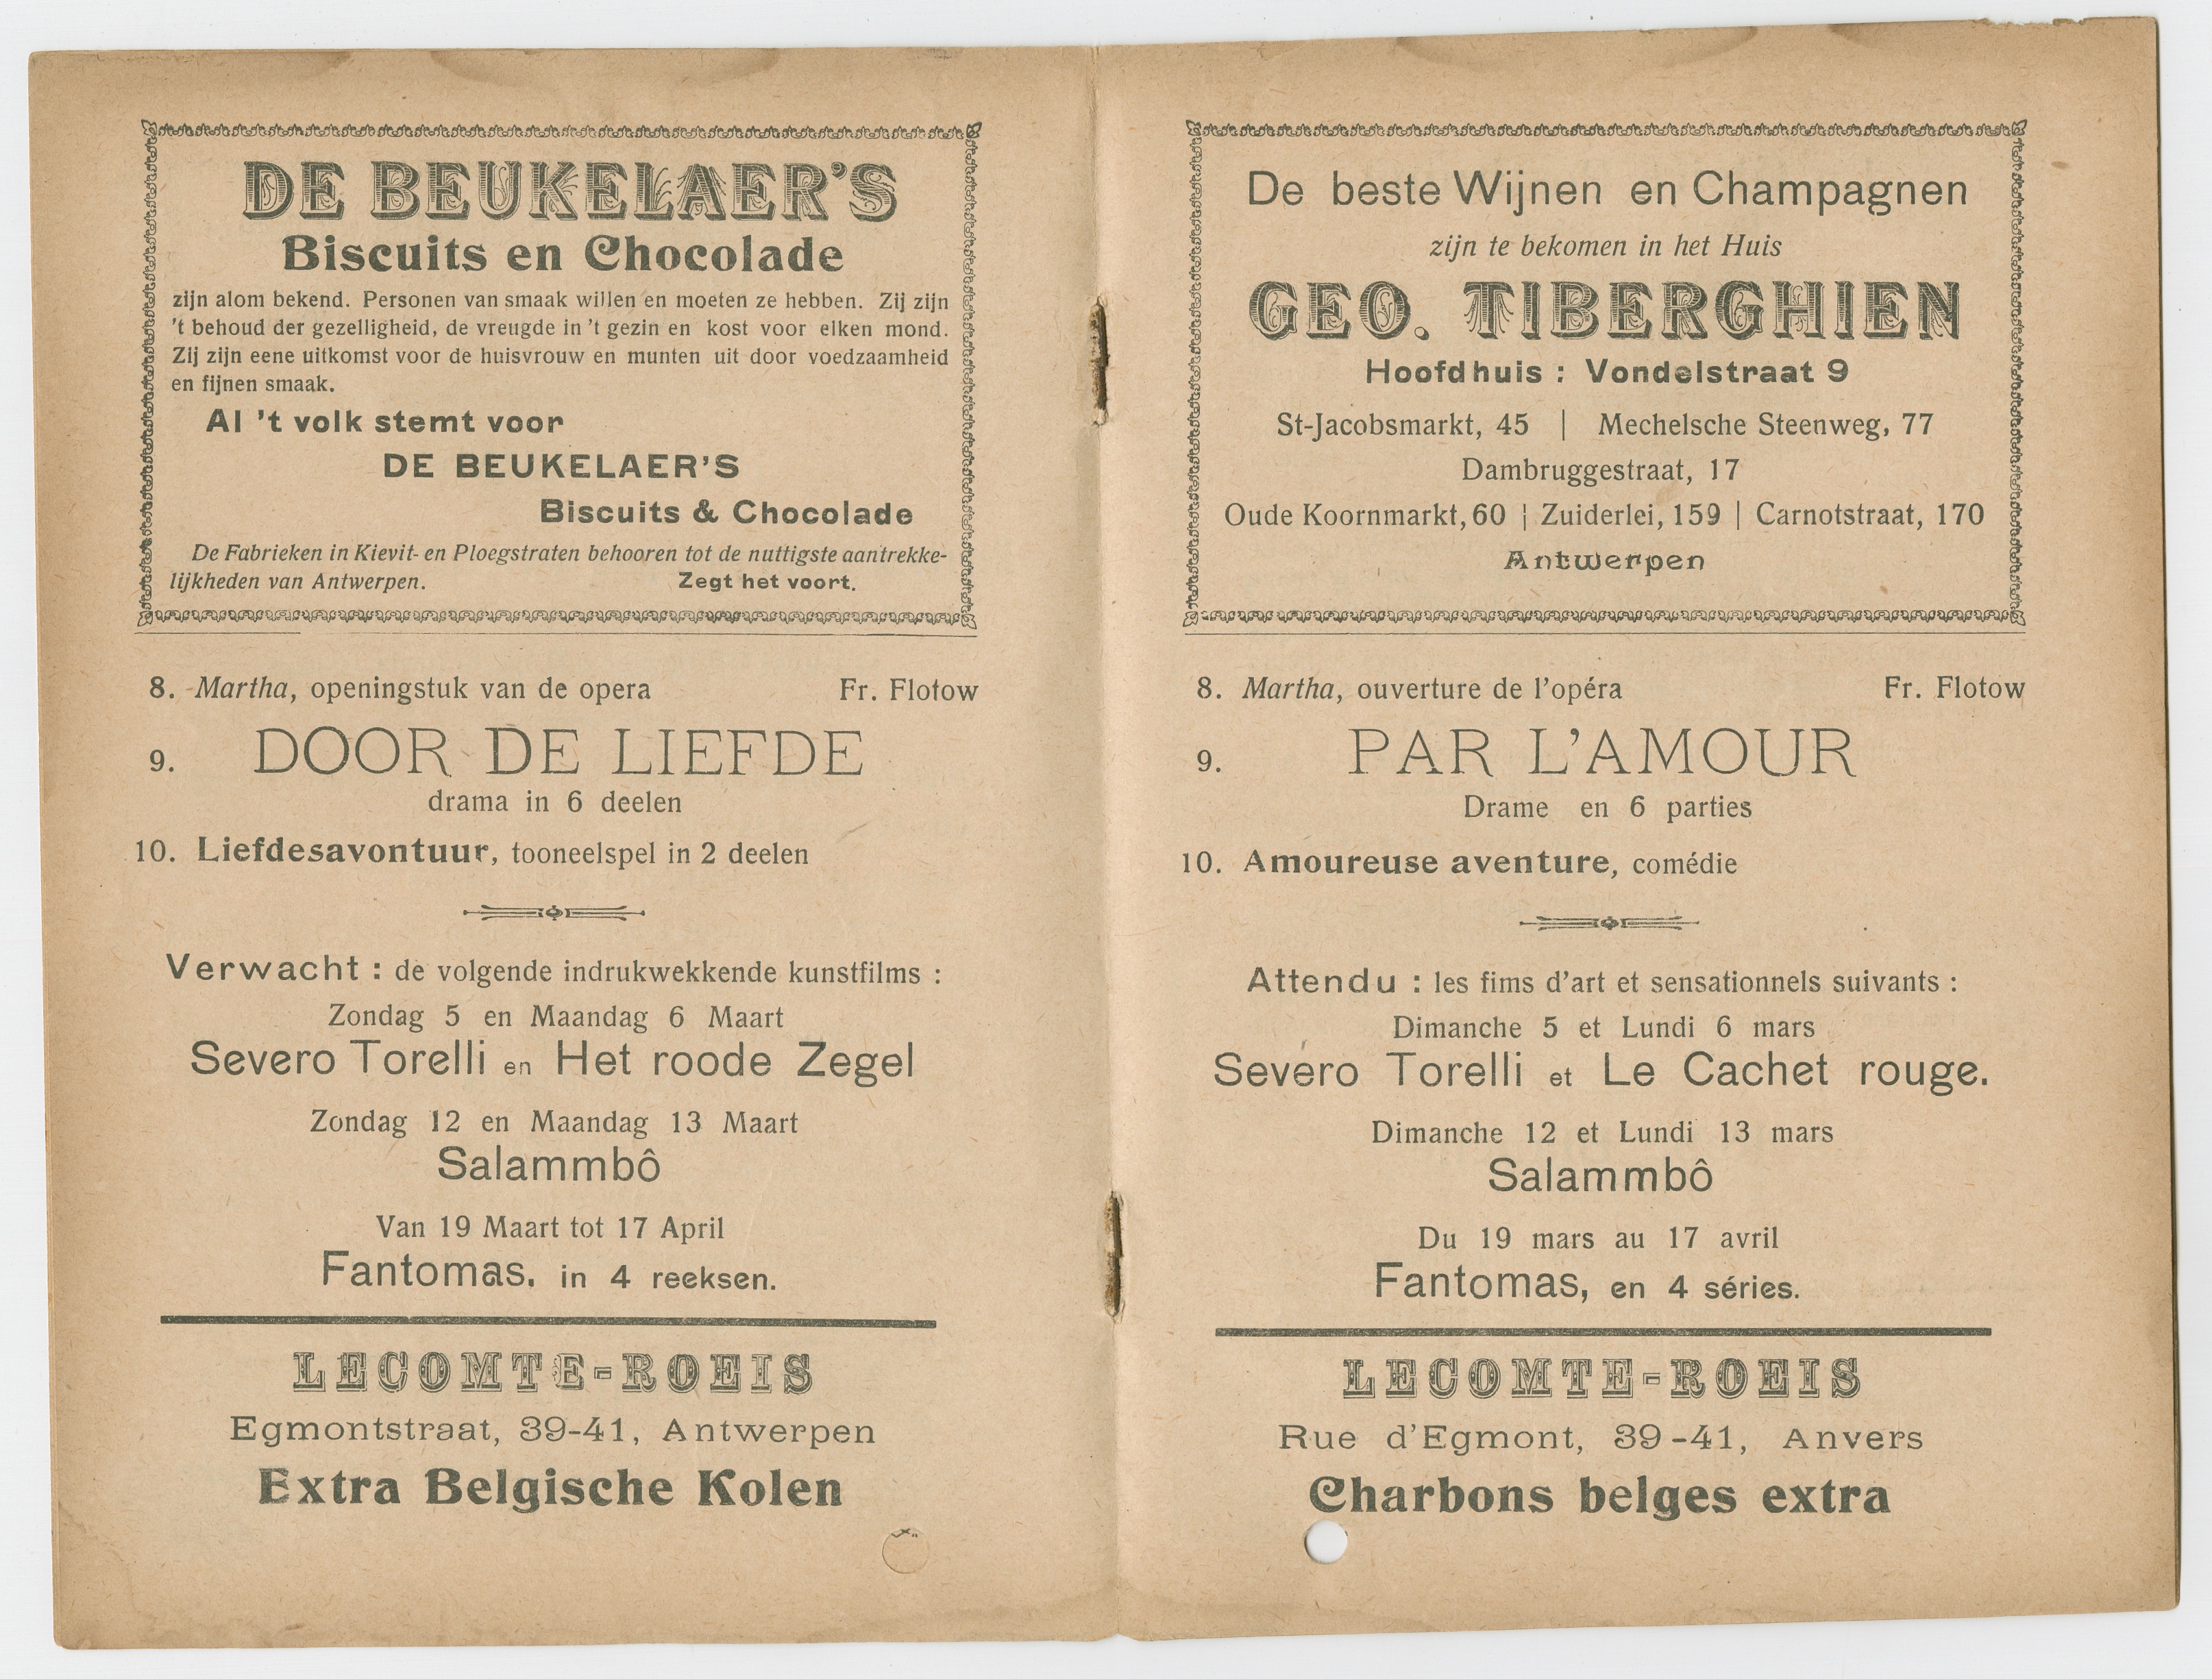 DE BEUKELAER'S
Biscuits en Chocolade
zijn alom bekend. Personen van smaak willen en moeten ze hebben. Zij zijn
't behoud der gezelligheid, de vreugde in 't gezin en kost voor elken mond.
Zij zijn eene uitkomst voor de huisvrouw en munten uit door voedzaamheid
en fijnen smaak.
Al 't volk stemt voor
DE BEUKELAER'S
Biscuits & Chocolade
De Fabrieken in Kievit- en Ploegstraten behooren tot de nuttigste aantrekke-
lijkheden van Antwerpen. Zegt het voort.
8. Martha, openingstuk van de opera Fr. Flotow
9. DOOR DE LIEFDE
drama in 6 deelen
10. Liefdesavontuur, tooneelspel in 2 deelen
Verwacht : de volgende indrukwekkende kunstfilms :
Zondag 5 en Maandag 6 Maart
Severo Torelli en Het roode Zegel
Zondag 12 en Maandag 13 Maart
Salammbô
Van 19 Maart tot 17 April
Fantomas. in 4 reeksen.
LECOMTE-ROEIS
Egmontstraat, 39-41, Antwerpen
Extra Belgische Kolen
De beste Wijnen en Champagnen
zijn te bekomen in het Huis
GEO. TIBERGHIEN
Hoofdhuis : Vondelstraat 9
St-Jacobsmarkt, 45 | Mechelsche Steenweg, 77
Dambruggestraat, 17
Oude Koornmarkt, 60 | Zuiderlei, 159 | Carnotstraat, 170
Antwerpen
8. Martha, ouverture de l'opéra Fr. Flotow
9. PAR L'AMOUR
Drame en 6 parties
10. Amoureuse aventure, comédie
Attendu : les fims d'art et sensationnels suivants :
Dimanche 5 et Lundi 6 mars
Severo Torelli et Le Cachet rouge.
Dimanche 12 et Lundi 13 mars
Salammbô
Du 19 mars au 17 avril
Fantomas, en 4 séries.
LECOMTE-ROEIS
Rue d'Egmont, 39-41, Anvers
Charbons belges extra